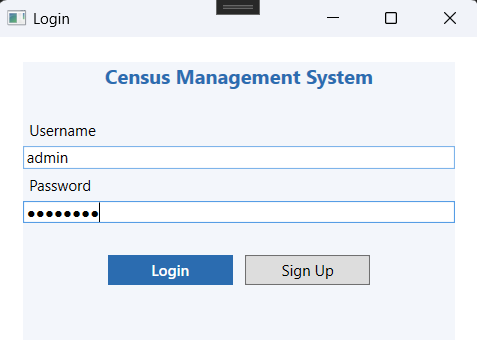 Login
Census Management System
Username
admin
Password
●●●●●●●●
Login Sign Up